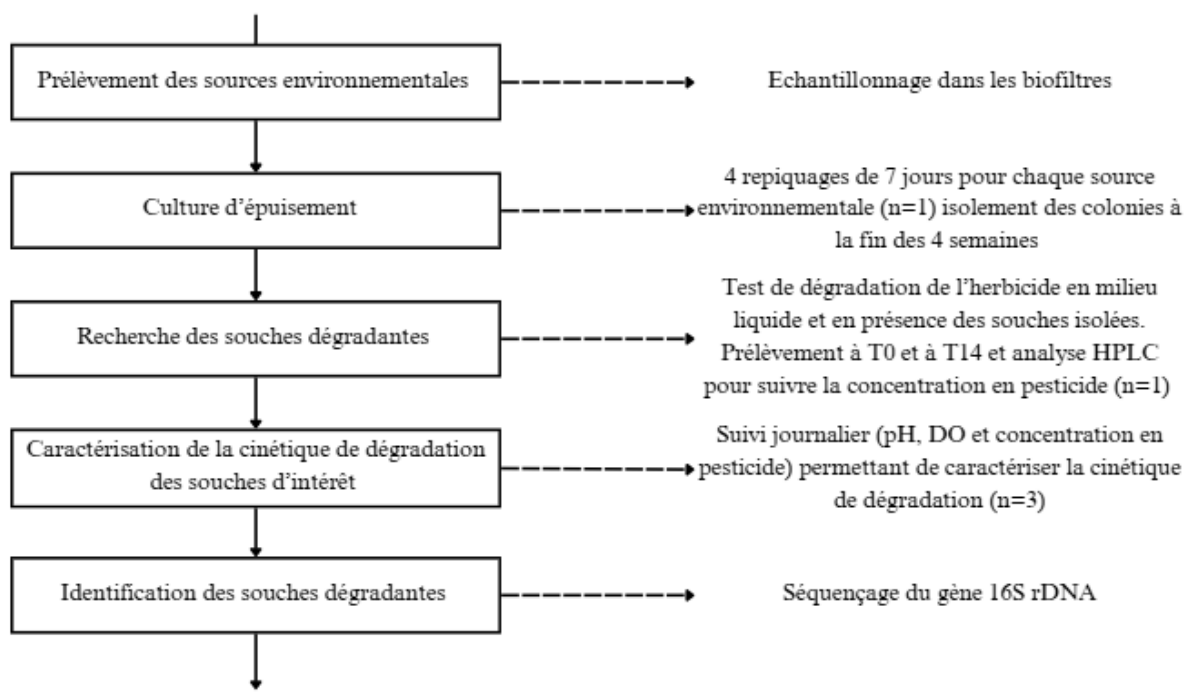 Prélèvement des sources environnementales
Echantillonnage dans les biofiltres
Culture d'épuisement
4 repiquages de 7 jours pour chaque source
environnementale (n=1) isolement des colonies à
la fin des 4 semaines
Recherche des souches dégradantes
Test de dégradation de l'herbicide en milieu
liquide et en présence des souches isolées.
Prélèvement à T0 et à T14 et analyse HPLC
pour suivre la concentration en pesticide (n=1)
Caractérisation de la cinétique de dégradation
des souches d'intérêt
Suivi journalier (pH, DO et concentration en
pesticide) permettant de caractériser la cinétique
de dégradation (n=3)
Identification des souches dégradantes
Séquençage du gène 16S rDNA